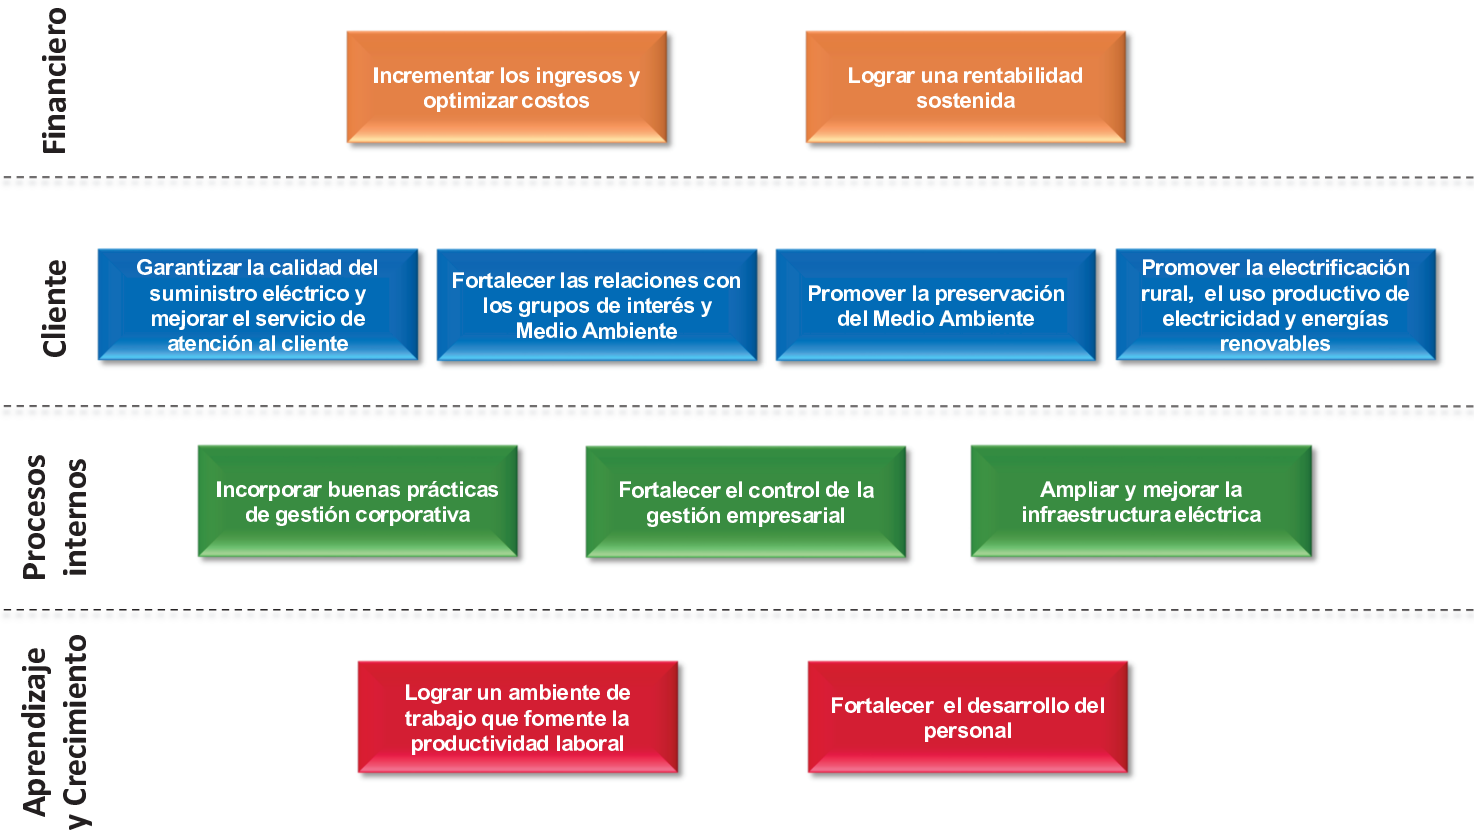 Financiero
Incrementar los ingresos y
optimizar costos
Lograr una rentabilidad
sostenida
Cliente
Garantizar la calidad del
suministro eléctrico y
mejorar el servicio de
atención al cliente
Fortalecer las relaciones con
los grupos de interés y
Medio Ambiente
Promover la preservación
del Medio Ambiente
Promover la electrificación
rural, el uso productivo de
electricidad y energías
renovables
Procesos
internos
Incorporar buenas prácticas
de gestión corporativa
Fortalecer el control de la
gestión empresarial
Ampliar y mejorar la
infraestructura eléctrica
Aprendizaje
y Crecimiento
Lograr un ambiente de
trabajo que fomente la
productividad laboral
Fortalecer el desarrollo del
personal